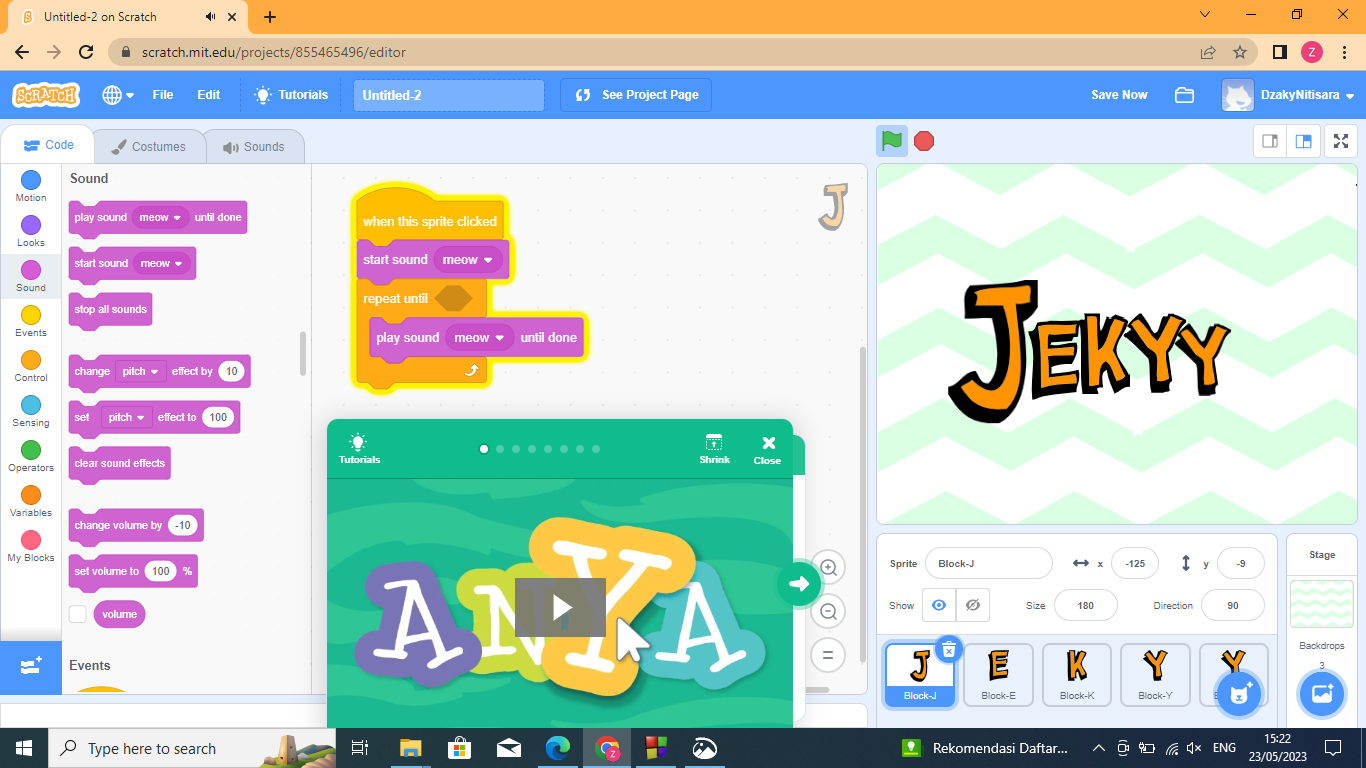 Untitled-2 on Scratch
scratch.mit.edu/projects/855465496/editor
Z
SCRATCH
File
Edit
Tutorials
Untitled-2
See Project Page
Save Now
DzakyNitisara
Code
Costumes
Sounds
Motion
Looks
Sound
Events
Control
Sensing
Operators
Variables
My Blocks
Sound
play sound meow until done
start sound meow
stop all sounds
change pitch effect by 10
set pitch effect to 100
clear sound effects
change volume by -10
set volume to 100 %
volume
Events
when this sprite clicked
start sound meow
repeat until
play sound meow until done
J
Tutorials
Shrink
Close
ANYA
JEKYY
Sprite
Block-J
x
-125
y
-9
Show
Size
180
Direction
90
Stage
Backdrops
3
J
Block-J
E
Block-E
K
Block-K
Y
Block-Y
Y
Type here to search
Z
Rekomendasi Daftar...
ENG
15:22
23/05/2023